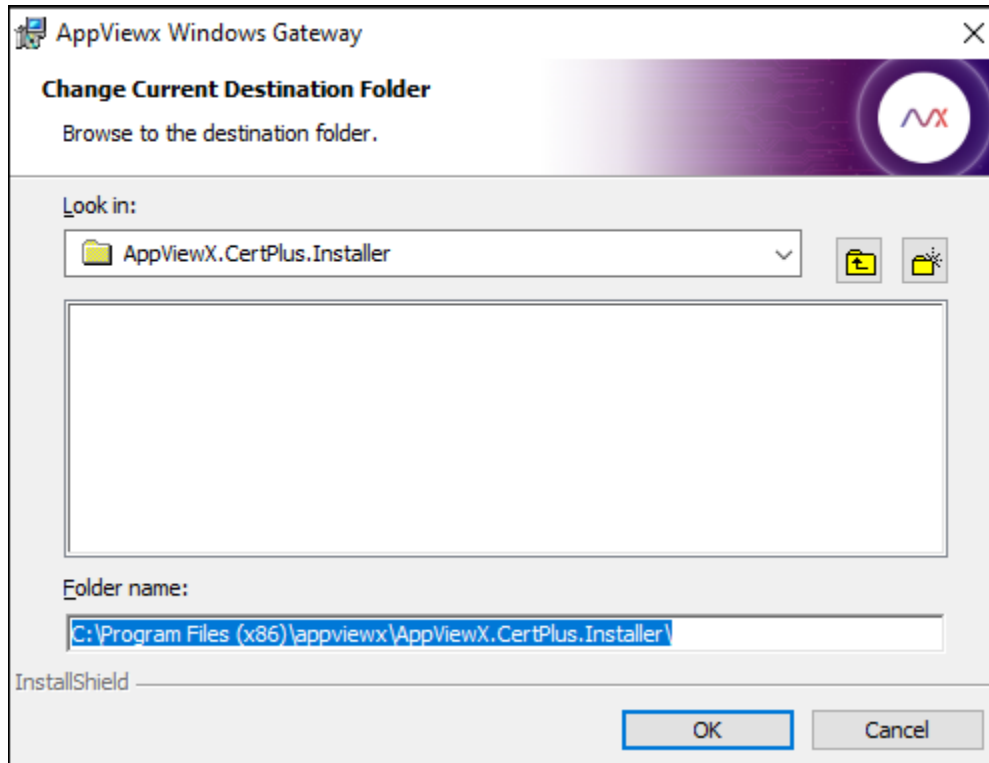 AppViewx Windows Gateway
Change Current Destination Folder
Browse to the destination folder.
Look in:
AppViewX.CertPlus.Installer
Folder name:
C:\Program Files (x86)\appviewx\AppViewX.CertPlus.Installer\
InstallShield
OK Cancel